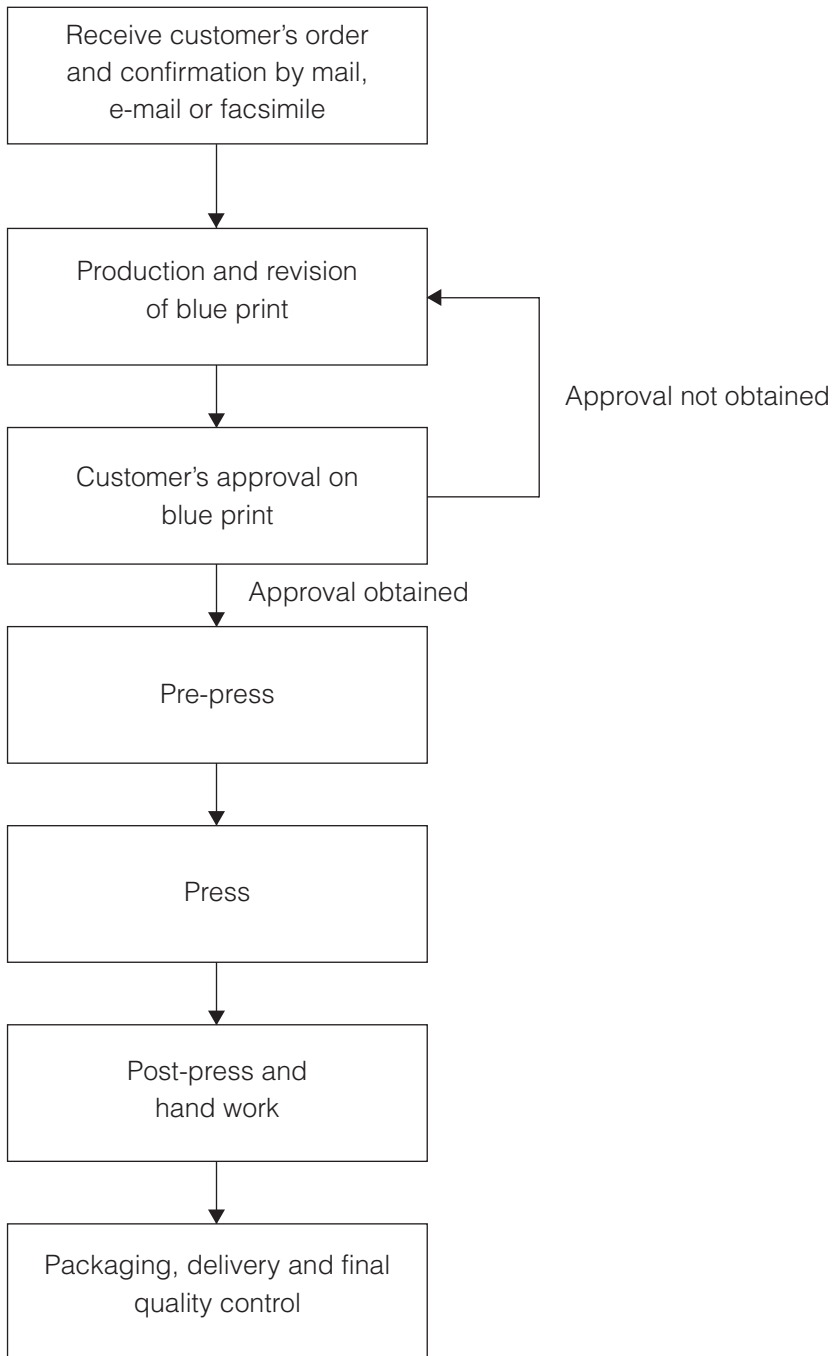 Receive customer’s order
and confirmation by mail,
e-mail or facsimile
Production and revision
of blue print
Approval not obtained
Customer’s approval on
blue print
Approval obtained
Pre-press
Press
Post-press and
hand work
Packaging, delivery and final
quality control